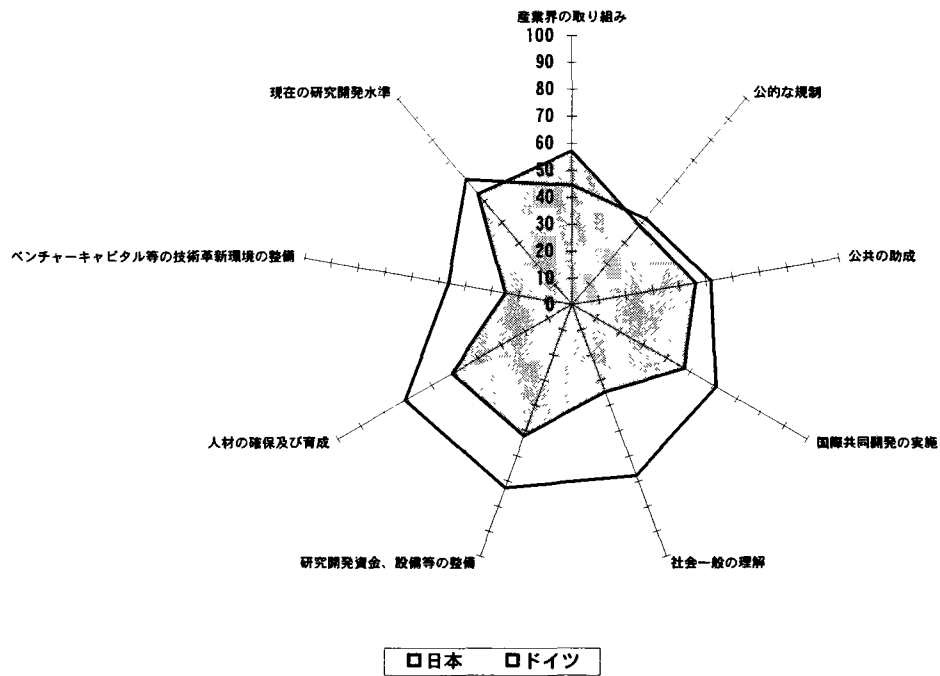 産業界の取り組み
100
90
80
70
60
50
40
30
20
10
0
公的な規制
公共の助成
国際共同開発の実施
社会一般の理解
研究開発資金、設備等の整備
人材の確保及び育成
ベンチャーキャピタル等の技術革新環境の整備
現在の研究開発水準
日本 ドイツ